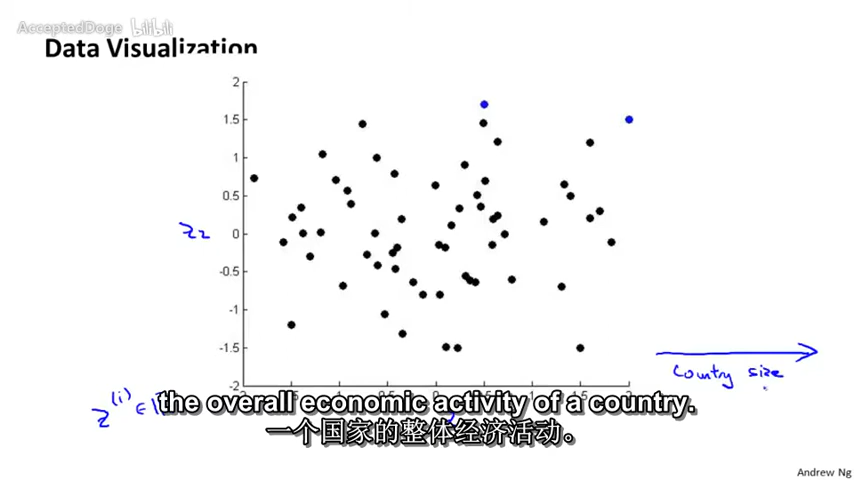 AcceptedDoge bilibili
Data Visualization
2
1.5
1
0.5
0
-0.5
-1
-1.5
-2
z2
Country size
z(i) ∈
the overall economic activity of a country.
一个国家的整体经济活动。
Andrew Ng